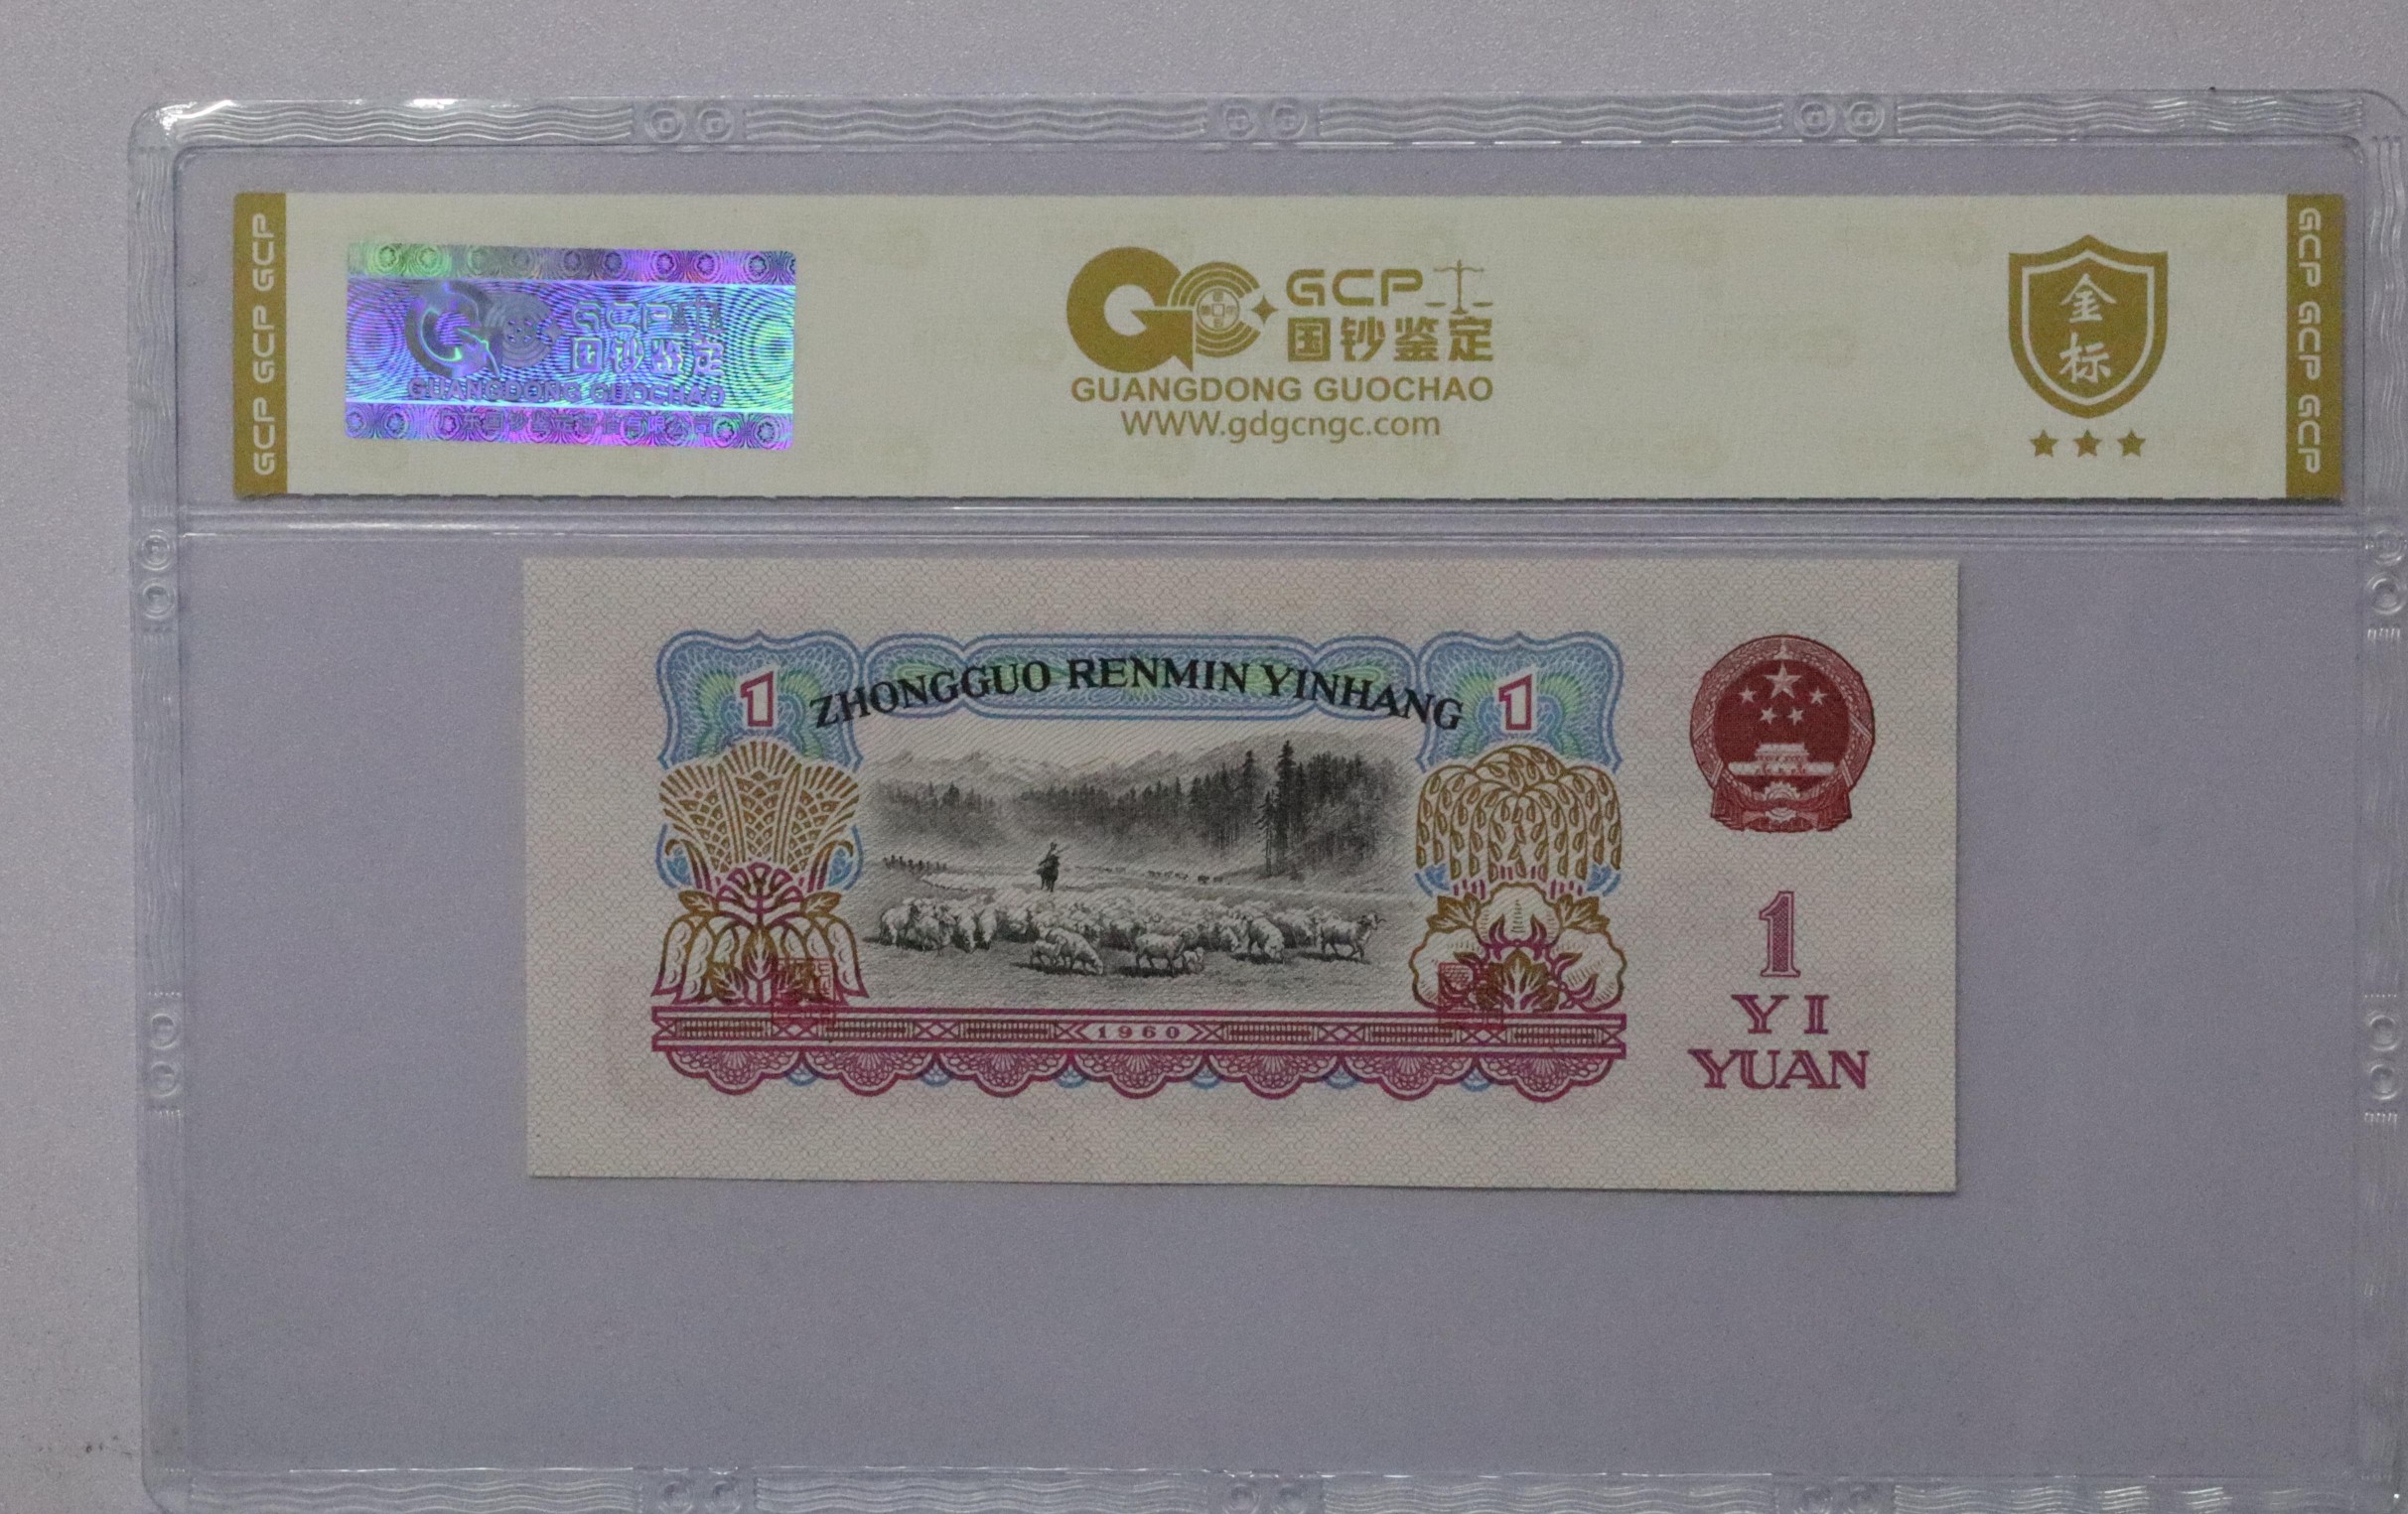 GCP GCP GCP
GCP
国钞鉴定
GUANGDONG GUOCHAO
GCP
国钞鉴定
GUANGDONG GUOCHAO
WWW.gdgcngc.com
金
标
GCP GCP GCP
1
ZHONGGUO RENMIN YINHANG
1
1960
1
YI
YUAN